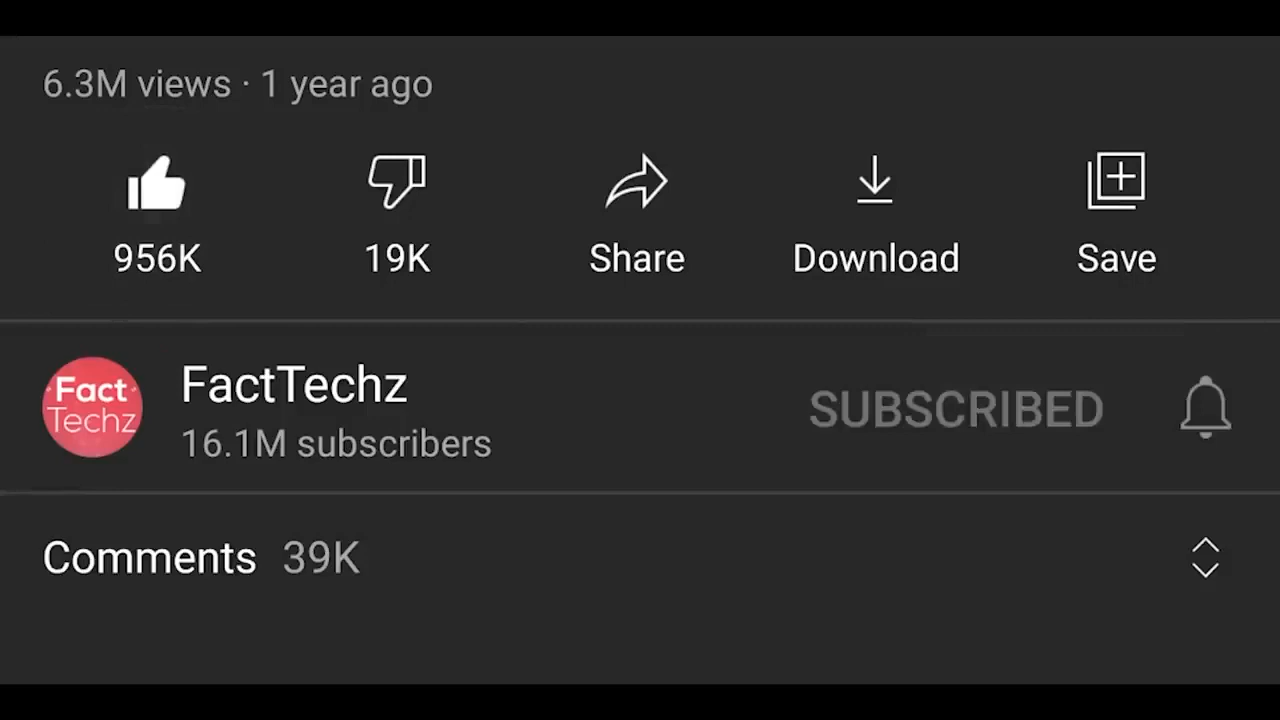 6.3M views · 1 year ago
956K 19K Share Download Save
Fact
Techz
FactTechz
16.1M subscribers
SUBSCRIBED
Comments 39K